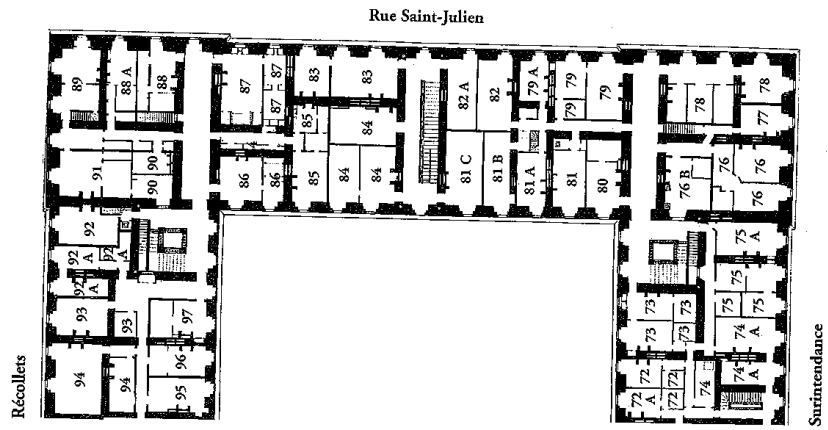 Rue Saint-Julien
89
88 A
88
87
87
87
83
83
82 A
82
79 A
79
79
79
78
78
77
85
84
91
90
90
86
86
85
84
84
81 C
81 B
81 A
81
80
76 B
76
76
76
92
92 A
92 A
92 A
93
93
97
96
94
94
95
75 A
75
75
75
73
73
73
73
74 A
74 A
72
72
72 A
72
74
Récollets
Surintendance